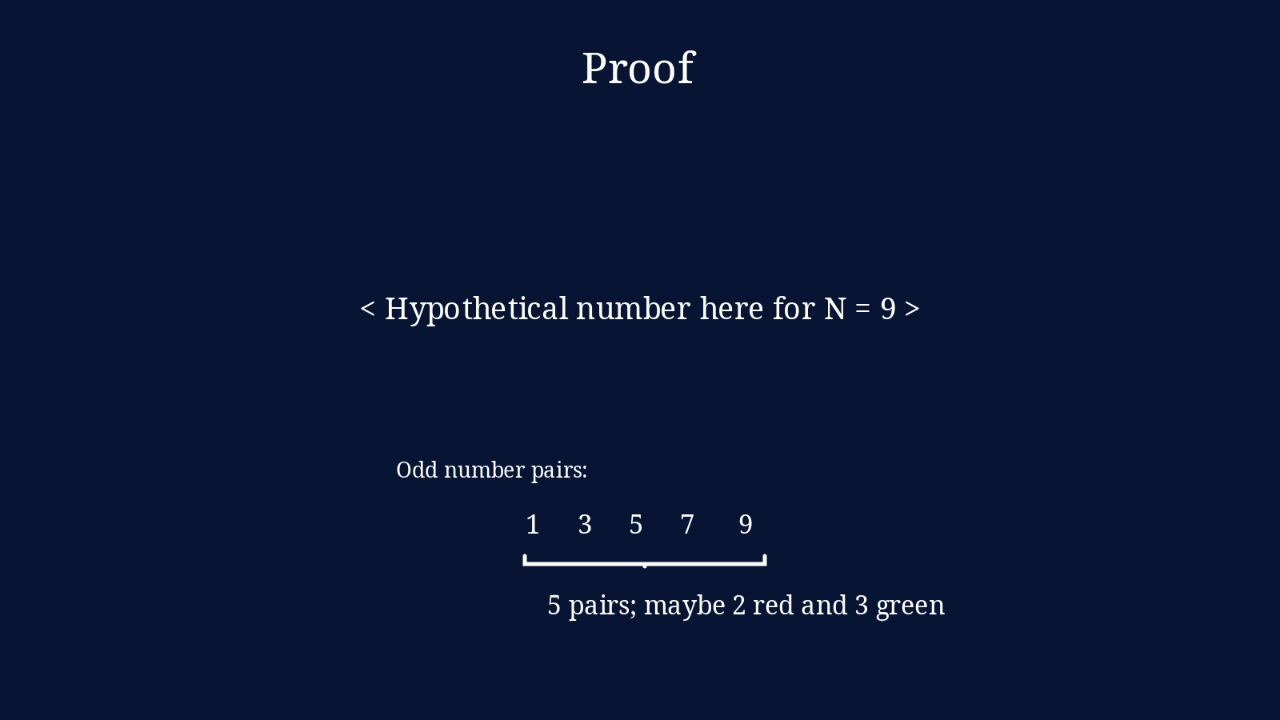 Proof
< Hypothetical number here for N = 9 >
Odd number pairs:
1 3 5 7 9
5 pairs; maybe 2 red and 3 green